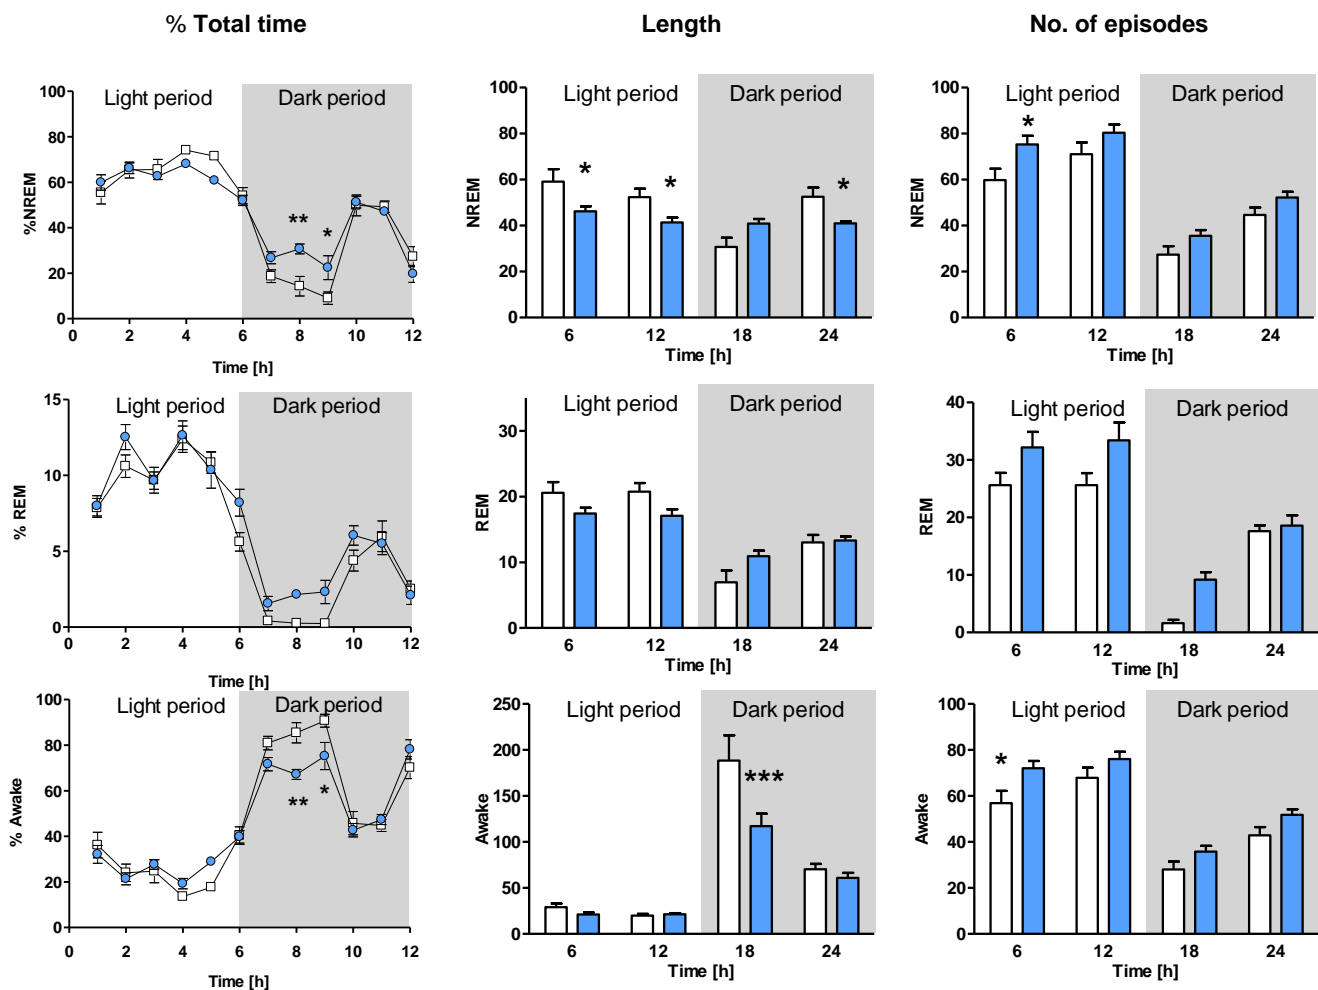 % Total time
Length
No. of episodes
%NREM
100
80
60
40
20
0
Light period
Dark period
**
*
0 2 4 6 8 10 12
Time [h]
NREM
100
80
60
40
20
0
Light period
Dark period
* * *
6 12 18 24
Time [h]
NREM
100
80
60
40
20
0
Light period
Dark period
*
6 12 18 24
Time [h]
% REM
15
10
5
0
Light period
Dark period
0 2 4 6 8 10 12
Time [h]
REM
30
20
10
0
Light period
Dark period
6 12 18 24
Time [h]
REM
40
30
20
10
0
Light period
Dark period
6 12 18 24
Time [h]
% Awake
100
80
60
40
20
0
Light period
Dark period
**
*
0 2 4 6 8 10 12
Time [h]
Awake
250
200
150
100
50
0
Light period
Dark period
***
6 12 18 24
Time [h]
Awake
100
80
60
40
20
0
Light period
Dark period
*
6 12 18 24
Time [h]